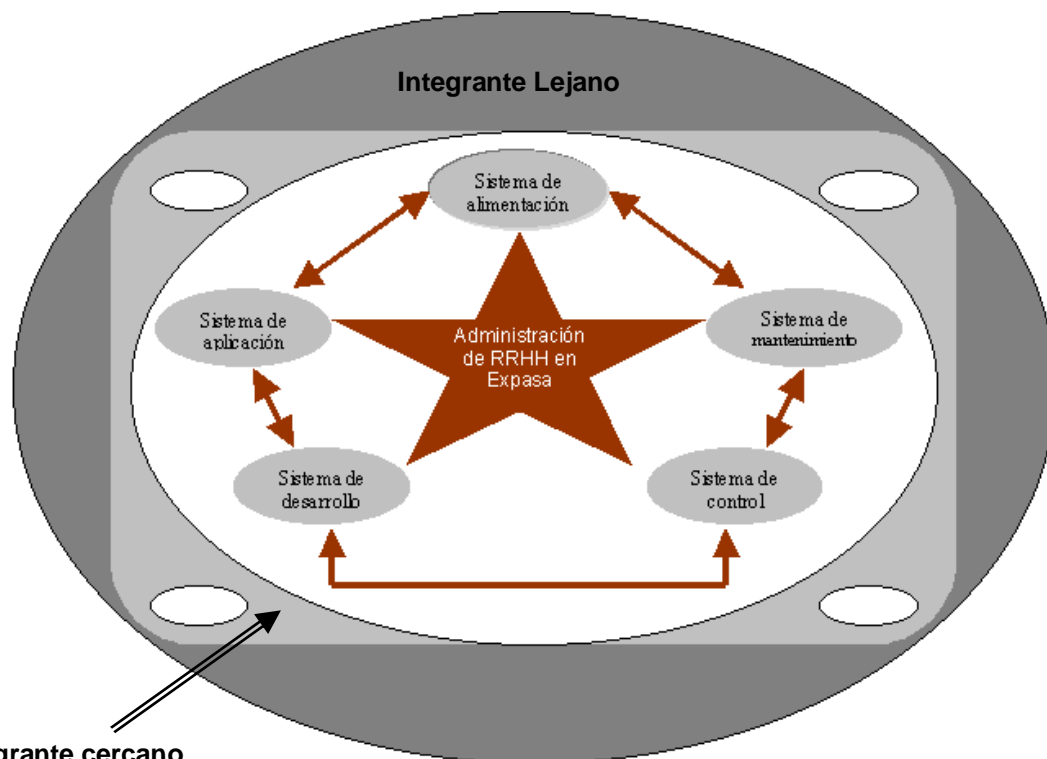 Integrante Lejano
Sistema de
alimentación
Sistema de
aplicación
Administración
de RRHH en
Expasa
Sistema de
mantenimiento
Sistema de
desarrollo
Sistema de
control
grante cercano